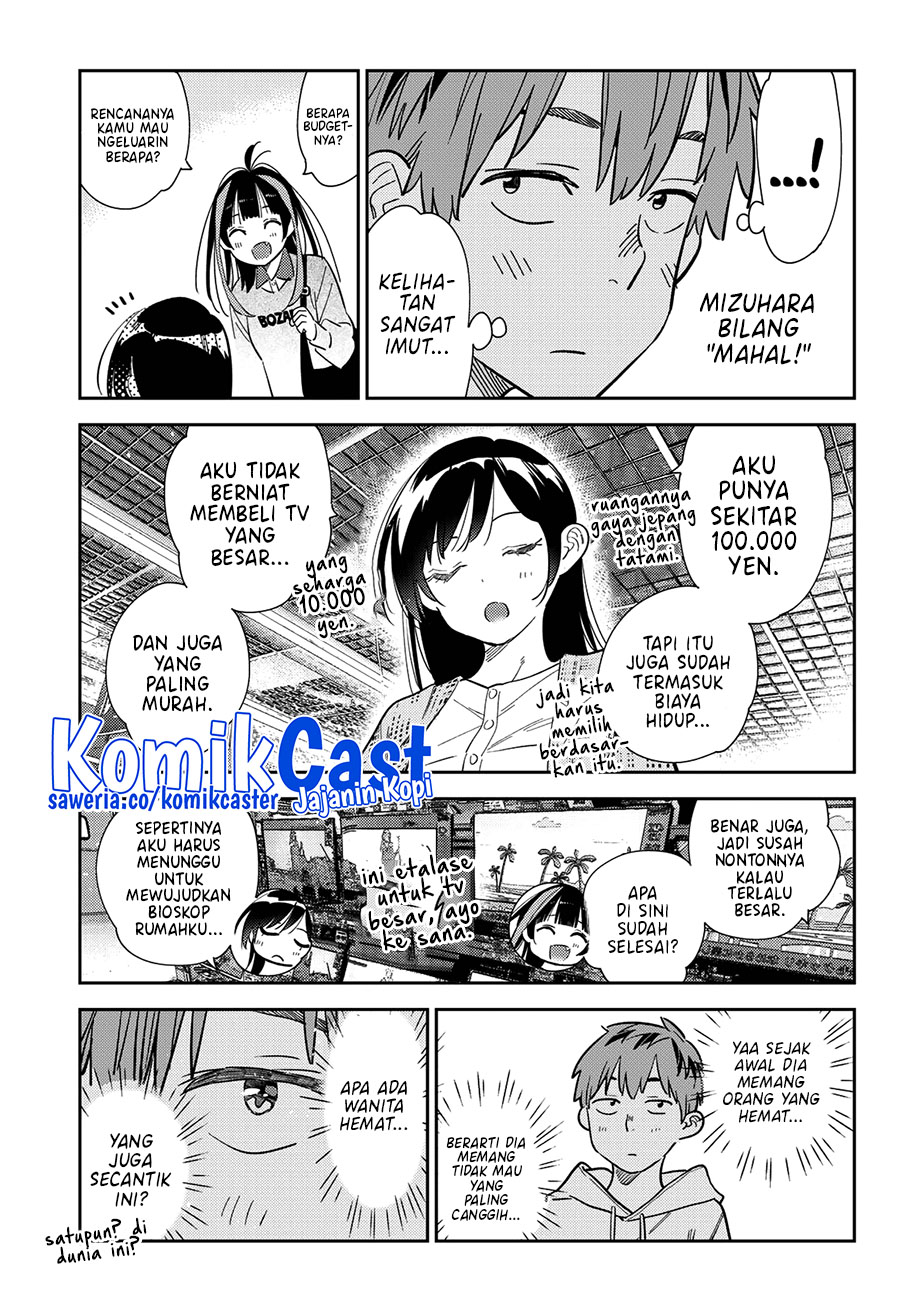 ....!
MIZUHARA
BILANG
"MAHAL!"
KELIHA-
TAN
SANGAT
IMUT...
BERAPA
BUDGET-
NYA?
RENCANANYA
KAMU MAU
NGELUARIN
BERAPA?
BOZA
AKU
PUNYA
SEKITAR
100.000
YEN.
ruangannya
gaya jepang
dengan
tatami.
TAPI ITU
JUGA SUDAH
TERMASUK
BIAYA
HIDUP...
jadi kita
harus
memilih
berdasar-
kan itu.
AKU TIDAK
BERNIAT
MEMBELI TV
YANG
BESAR...
yang
seharga
10.000
yen.
DAN JUGA
YANG
PALING
MURAH.
KomikCast
saweria.co/komikcaster Jajanin Kopi
BENAR JUGA,
JADI SUSAH
NONTONNYA
KALAU
TERLALU
BESAR.
APA
DI SINI
SUDAH
SELESAI?
ini etalase
untuk tv
besar, ayo
ke sana.
SEPERTINYA
AKU HARUS
MENUNGGU
UNTUK
MEWUJUDKAN
BIOSKOP
RUMAHKU...
YAA SEJAK
AWAL DIA
MEMANG
ORANG YANG
HEMAT...
BERARTI DIA
MEMANG
TIDAK MAU
YANG
PALING
CANGGIH...
APA ADA
WANITA
HEMAT...
YANG
JUGA
SECANTIK
INI?
satupun? di
dunia ini?